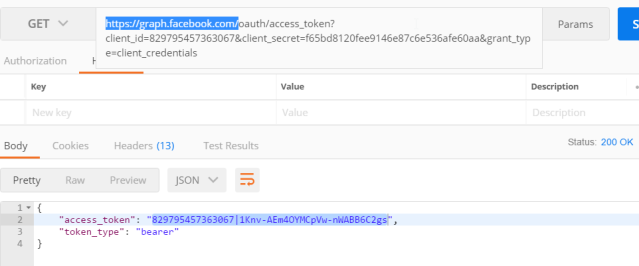 GET
https://graph.facebook.com/oauth/access_token?
client_id=829795457363067&client_secret=f65bd8120fee9146e87c6e536afe60aa&grant_typ
e=client_credentials
Params
S
Authorization H
Key Value Description
New key Value Description
Body Cookies Headers (13) Test Results Status: 200 OK
Pretty Raw Preview JSON
1 {
2 "access_token": "829795457363067|1Knv-AEm4OYMCpVw-nWABB6C2gs",
3 "token_type": "bearer"
4 }